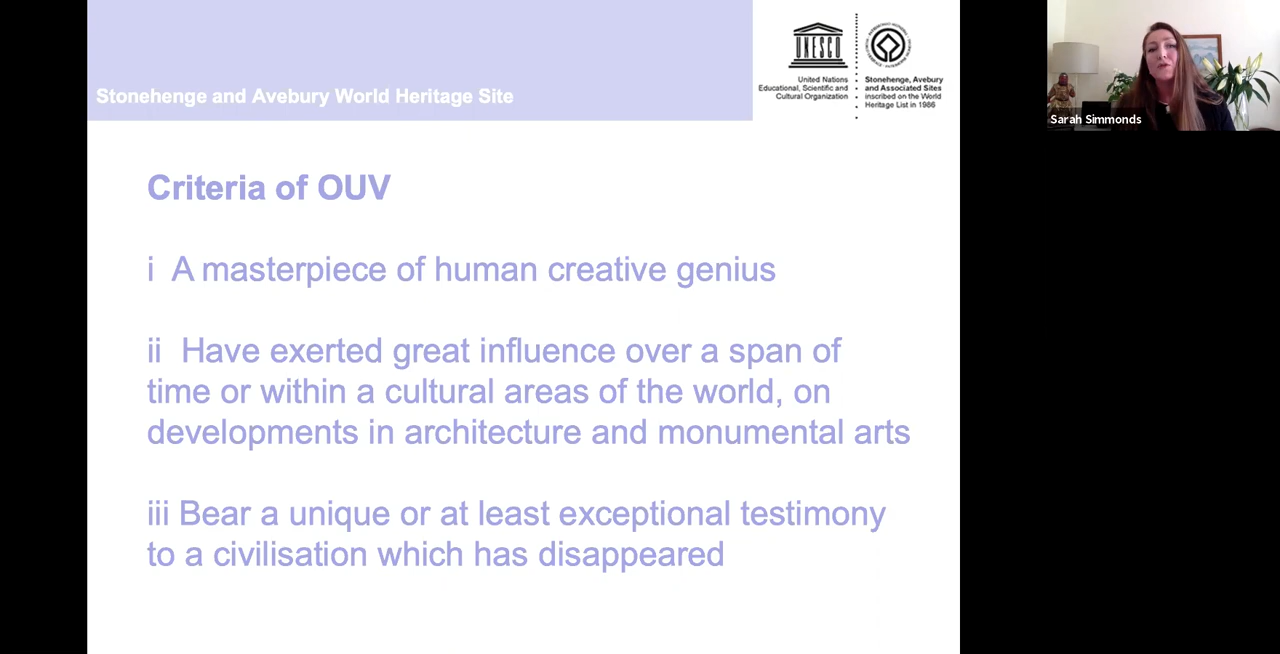 Stonehenge and Avebury World Heritage Site
UNESCO
United Nations
Educational, Scientific and
Cultural Organization
Stonehenge, Avebury
and Associated Sites
inscribed on the World
Heritage List in 1986
Sarah Simmonds
Criteria of OUV
i A masterpiece of human creative genius
ii Have exerted great influence over a span of
time or within a cultural areas of the world, on
developments in architecture and monumental arts
iii Bear a unique or at least exceptional testimony
to a civilisation which has disappeared